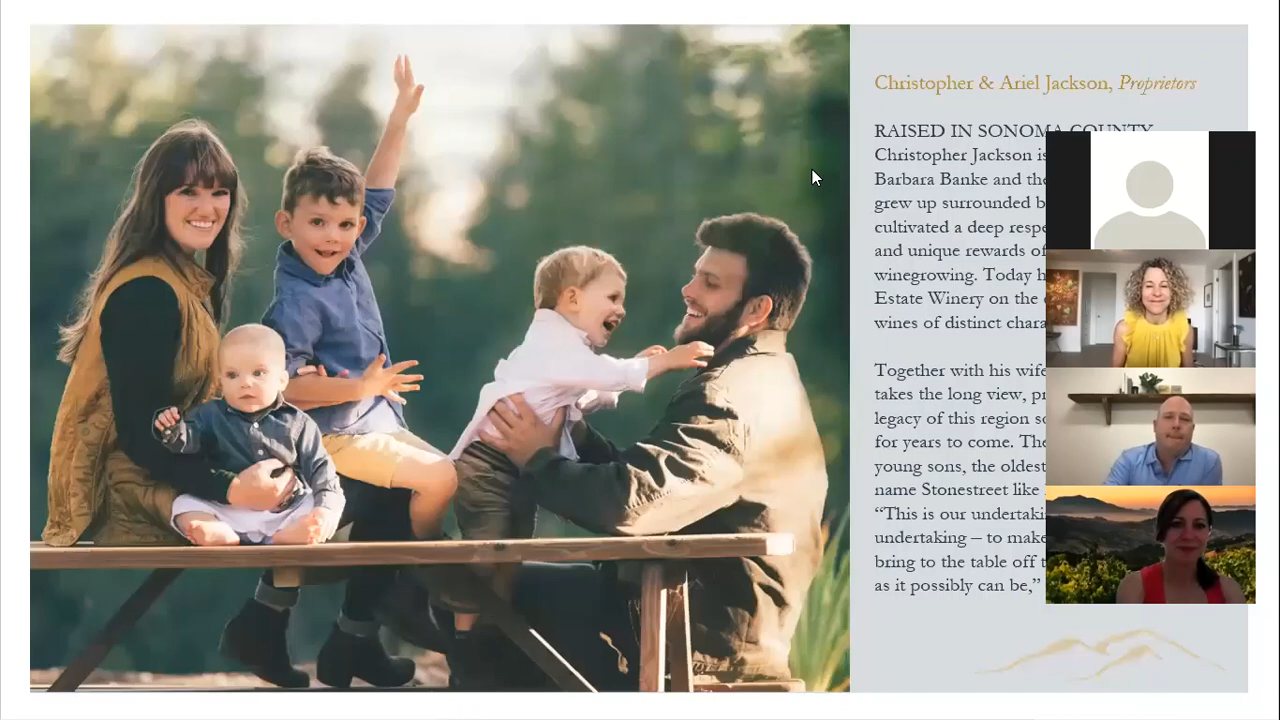 Christopher & Ariel Jackson, Proprietors
RAISED IN SONOMA COUNTY
Christopher Jackson is
Barbara Banke and the
grew up surrounded b
cultivated a deep respe
and unique rewards of
winegrowing. Today h
Estate Winery on the
wines of distinct chara
Together with his wife
takes the long view, pr
legacy of this region so
for years to come. The
young sons, the oldest
name Stonestreet like
“This is our undertaki
undertaking – to make
bring to the table off t
as it possibly can be,”